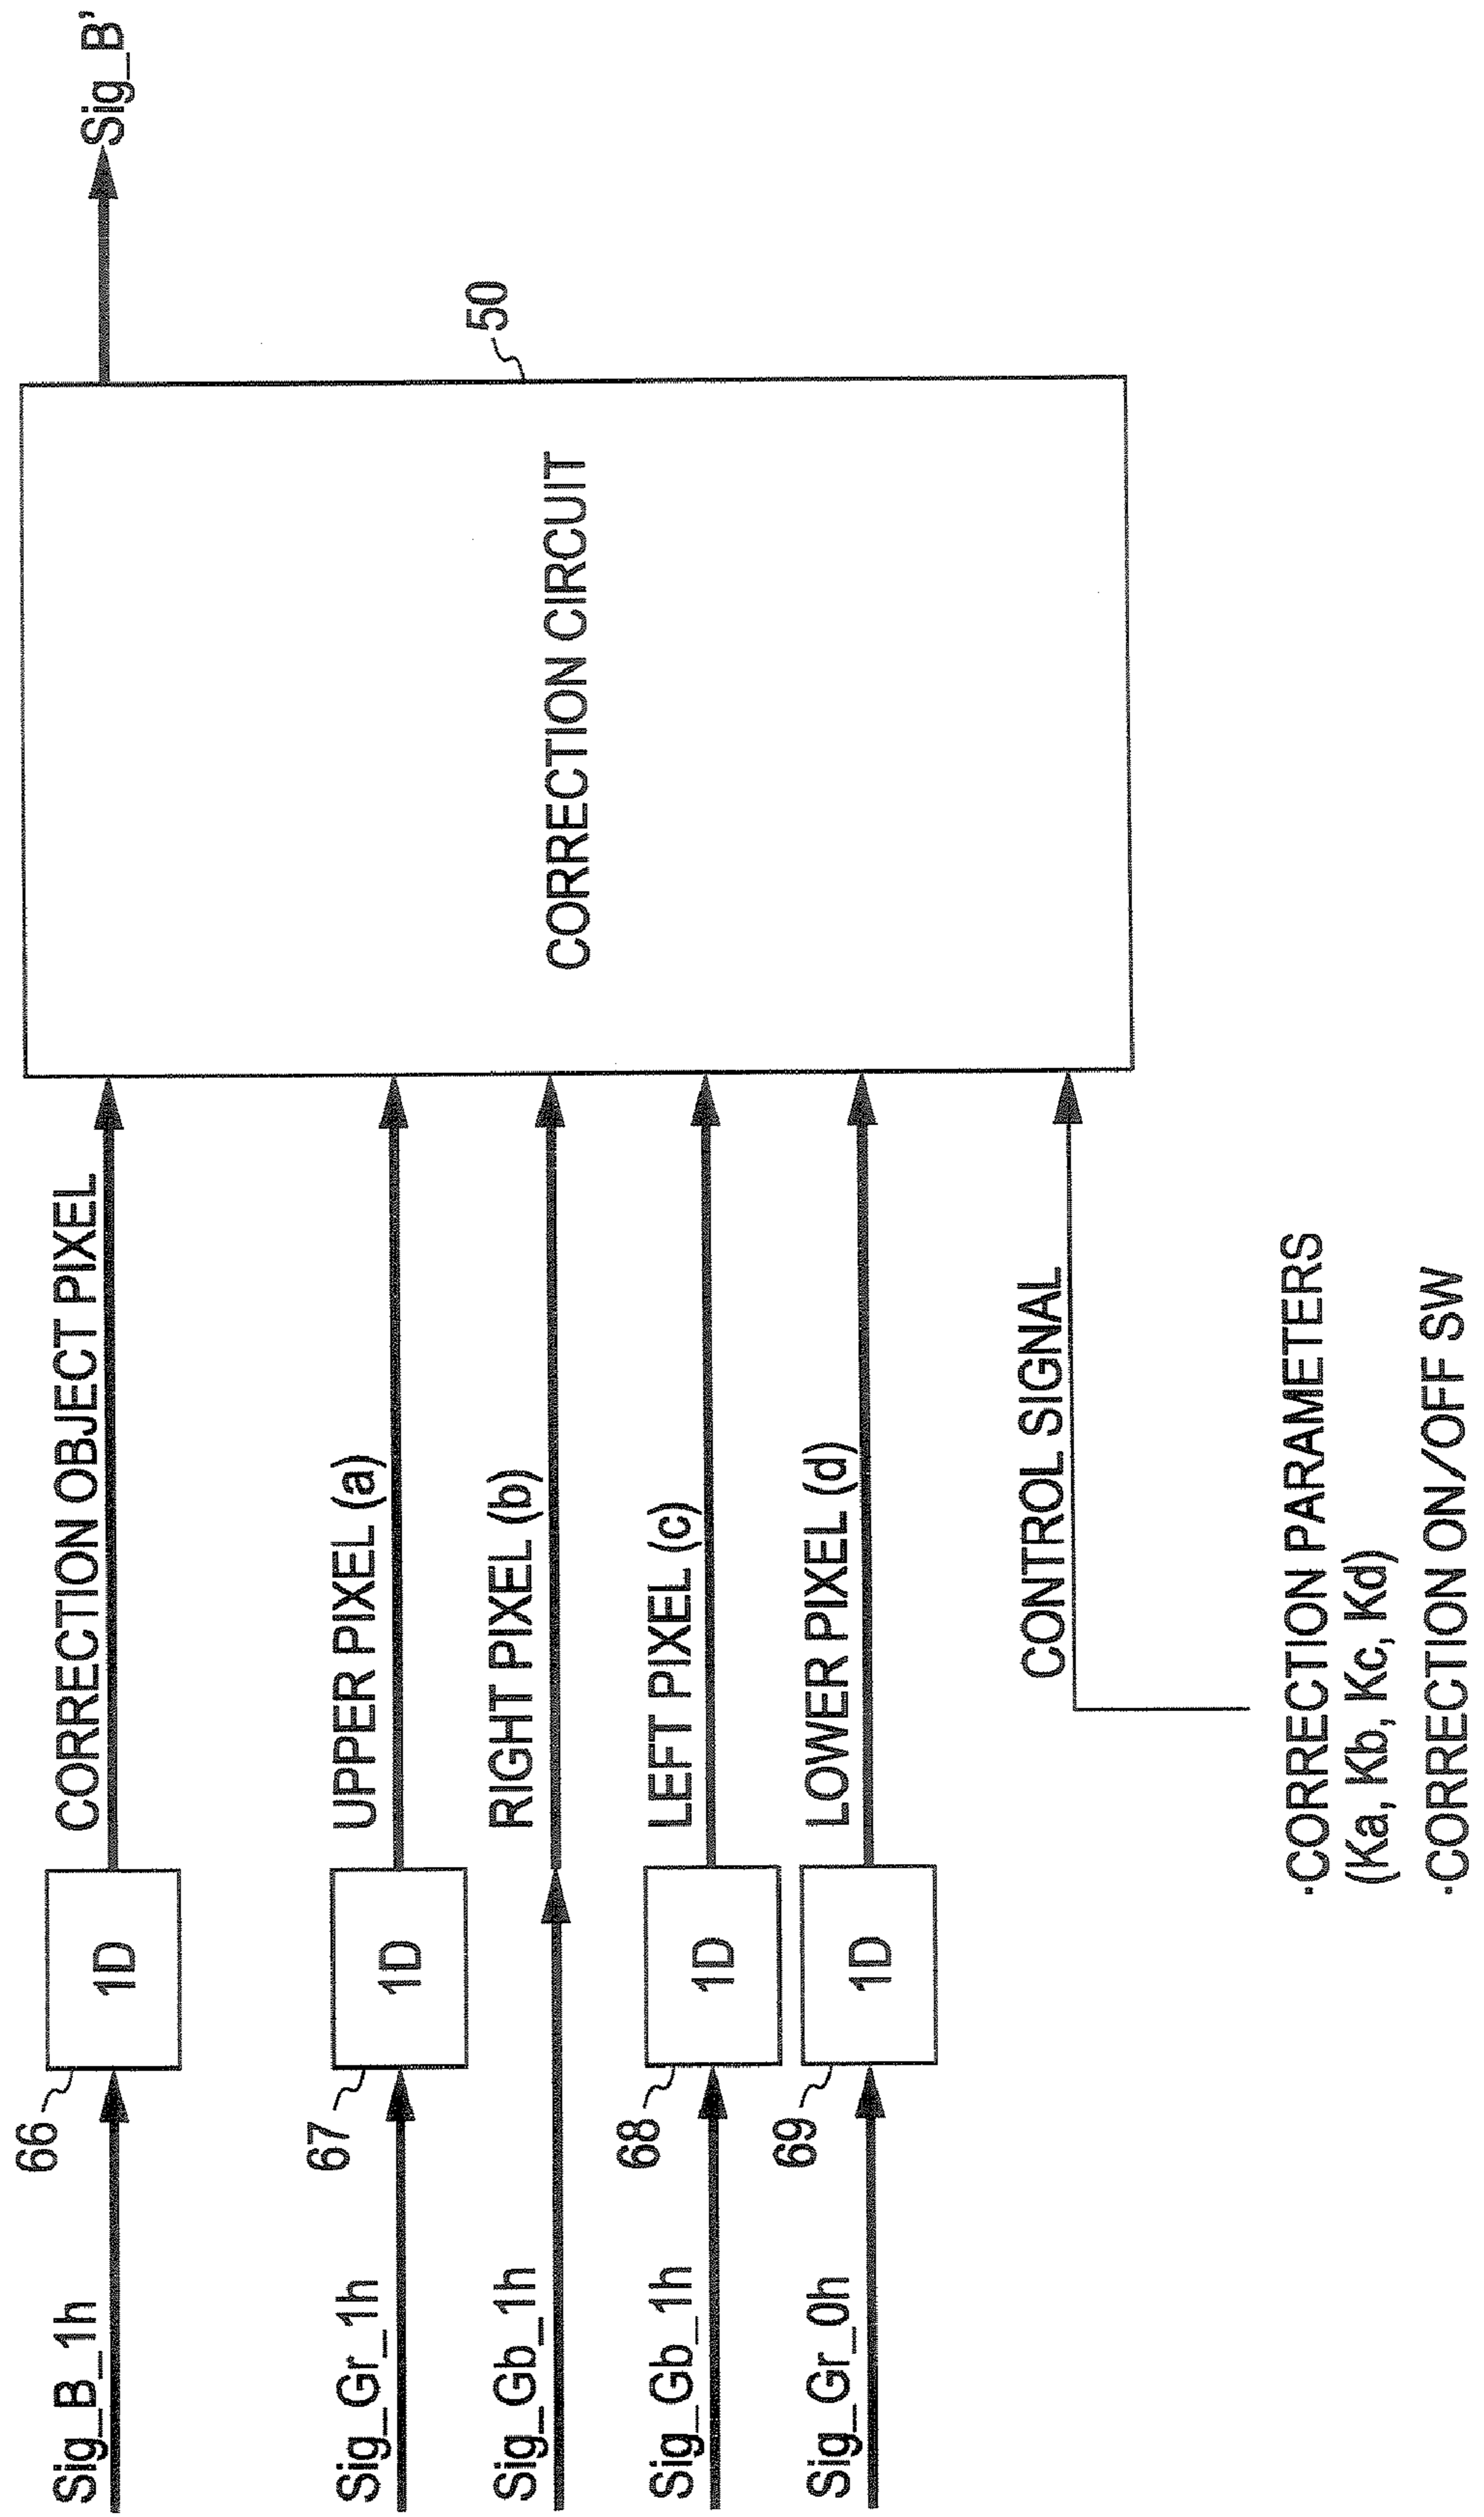 Sig_B_1h
66
1D
CORRECTION OBJECT PIXEL
Sig_B'
Sig_Gr_1h
67
1D
UPPER PIXEL (a)
Sig_Gb_1h
RIGHT PIXEL (b)
50
CORRECTION CIRCUIT
Sig_Gb_1h
68
1D
LEFT PIXEL (c)
Sig_Gr_0h
69
1D
LOWER PIXEL (d)
CONTROL SIGNAL
·CORRECTION PARAMETERS
(Ka, Kb, Kc, Kd)
·CORRECTION ON/OFF SW